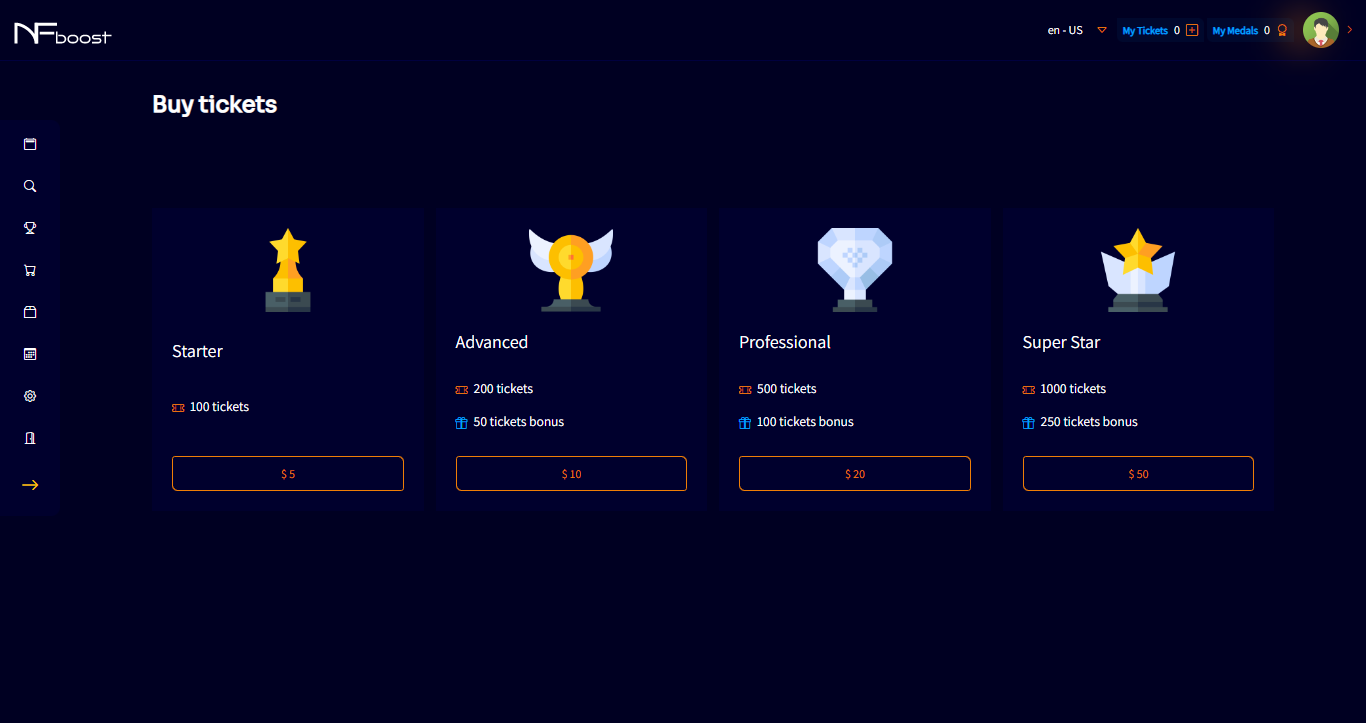 NFboost
en - US
My Tickets 0
My Medals 0
Buy tickets
Starter
100 tickets
$ 5
Advanced
200 tickets
50 tickets bonus
$ 10
Professional
500 tickets
100 tickets bonus
$ 20
Super Star
1000 tickets
250 tickets bonus
$ 50